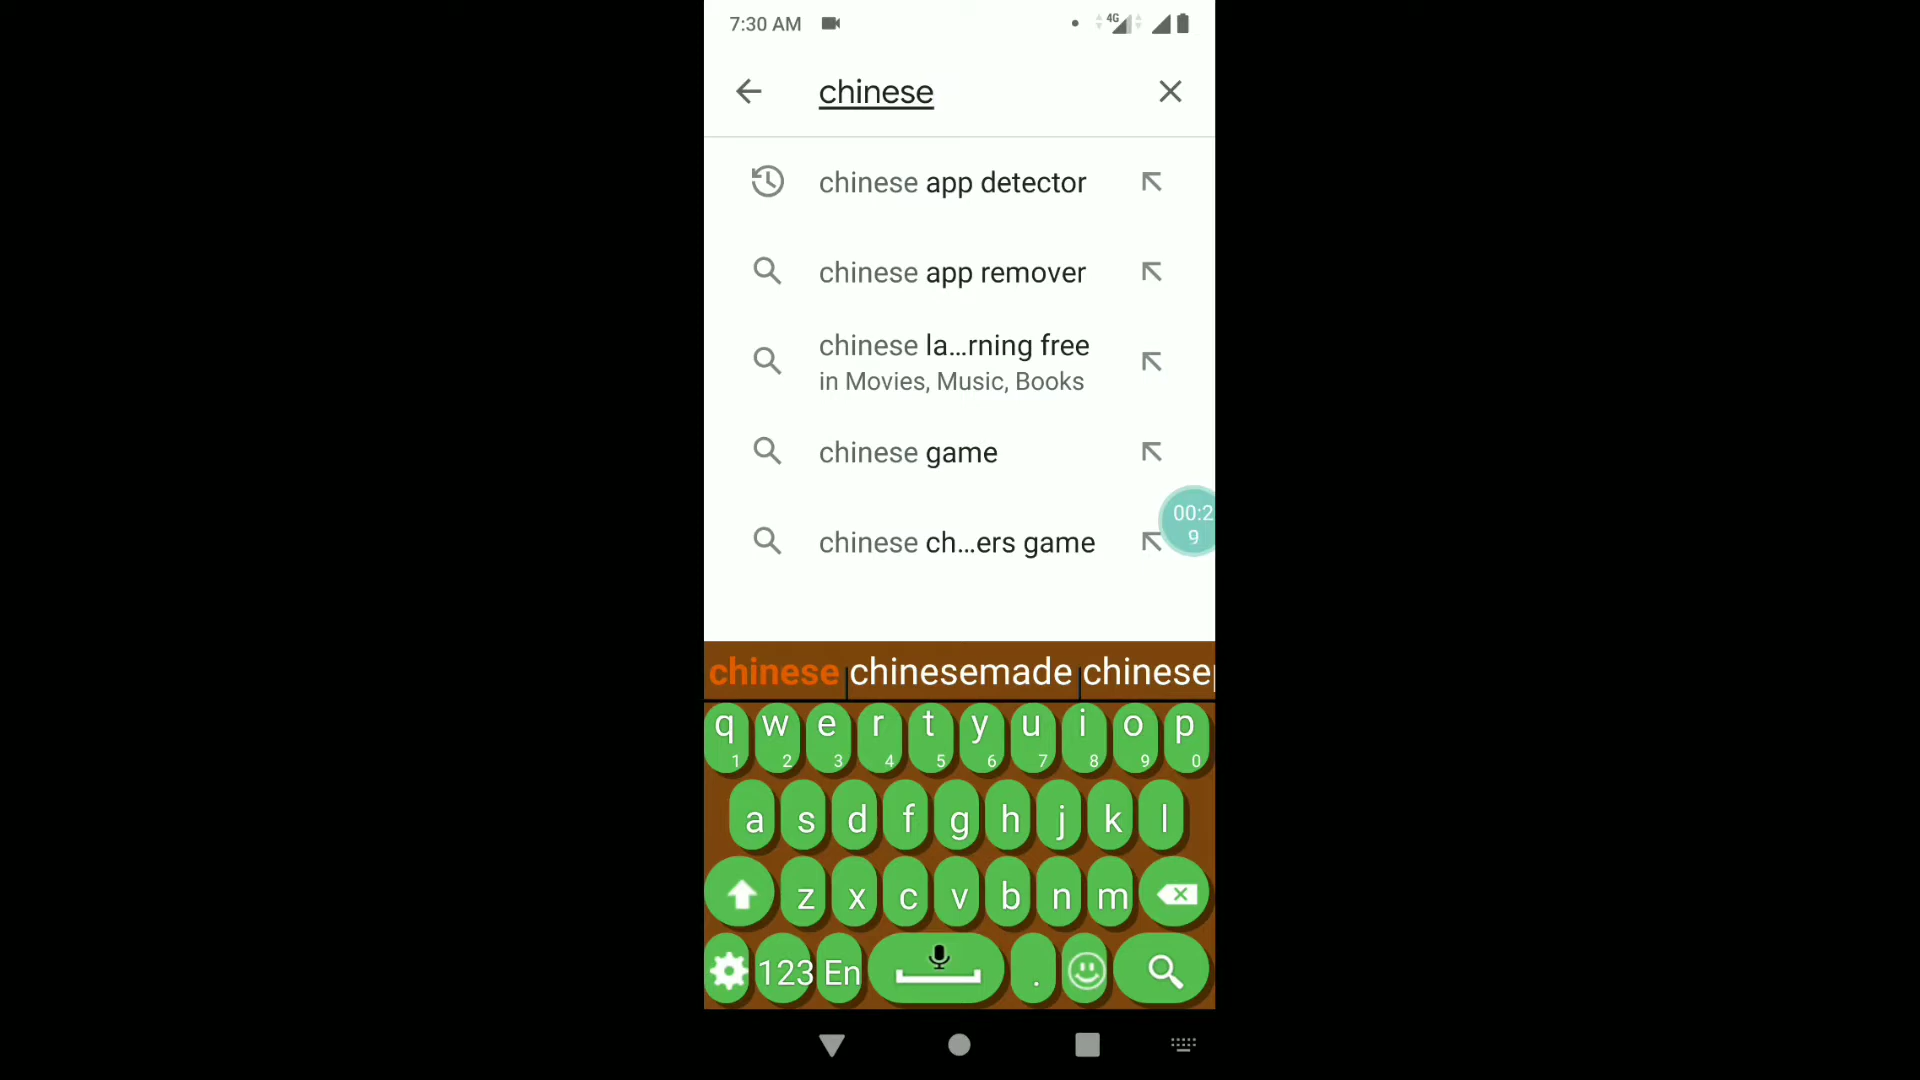 7:30 AM
4G
chinese
chinese app detector
chinese app remover
chinese la...rning free
in Movies, Music, Books
chinese game
00:2
9
chinese ch...ers game
chinese chinesemade chinesep
q w e r t y u i o p
1 2 3 4 5 6 7 8 9 0
a s d f g h j k l
z x c v b n m
123 En .